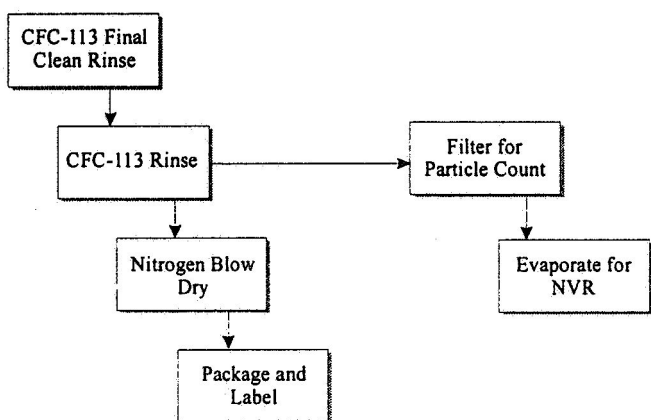 CFC-113 Final
Clean Rinse
CFC-113 Rinse
Filter for
Particle Count
Nitrogen Blow
Dry
Evaporate for
NVR
Package and
Label